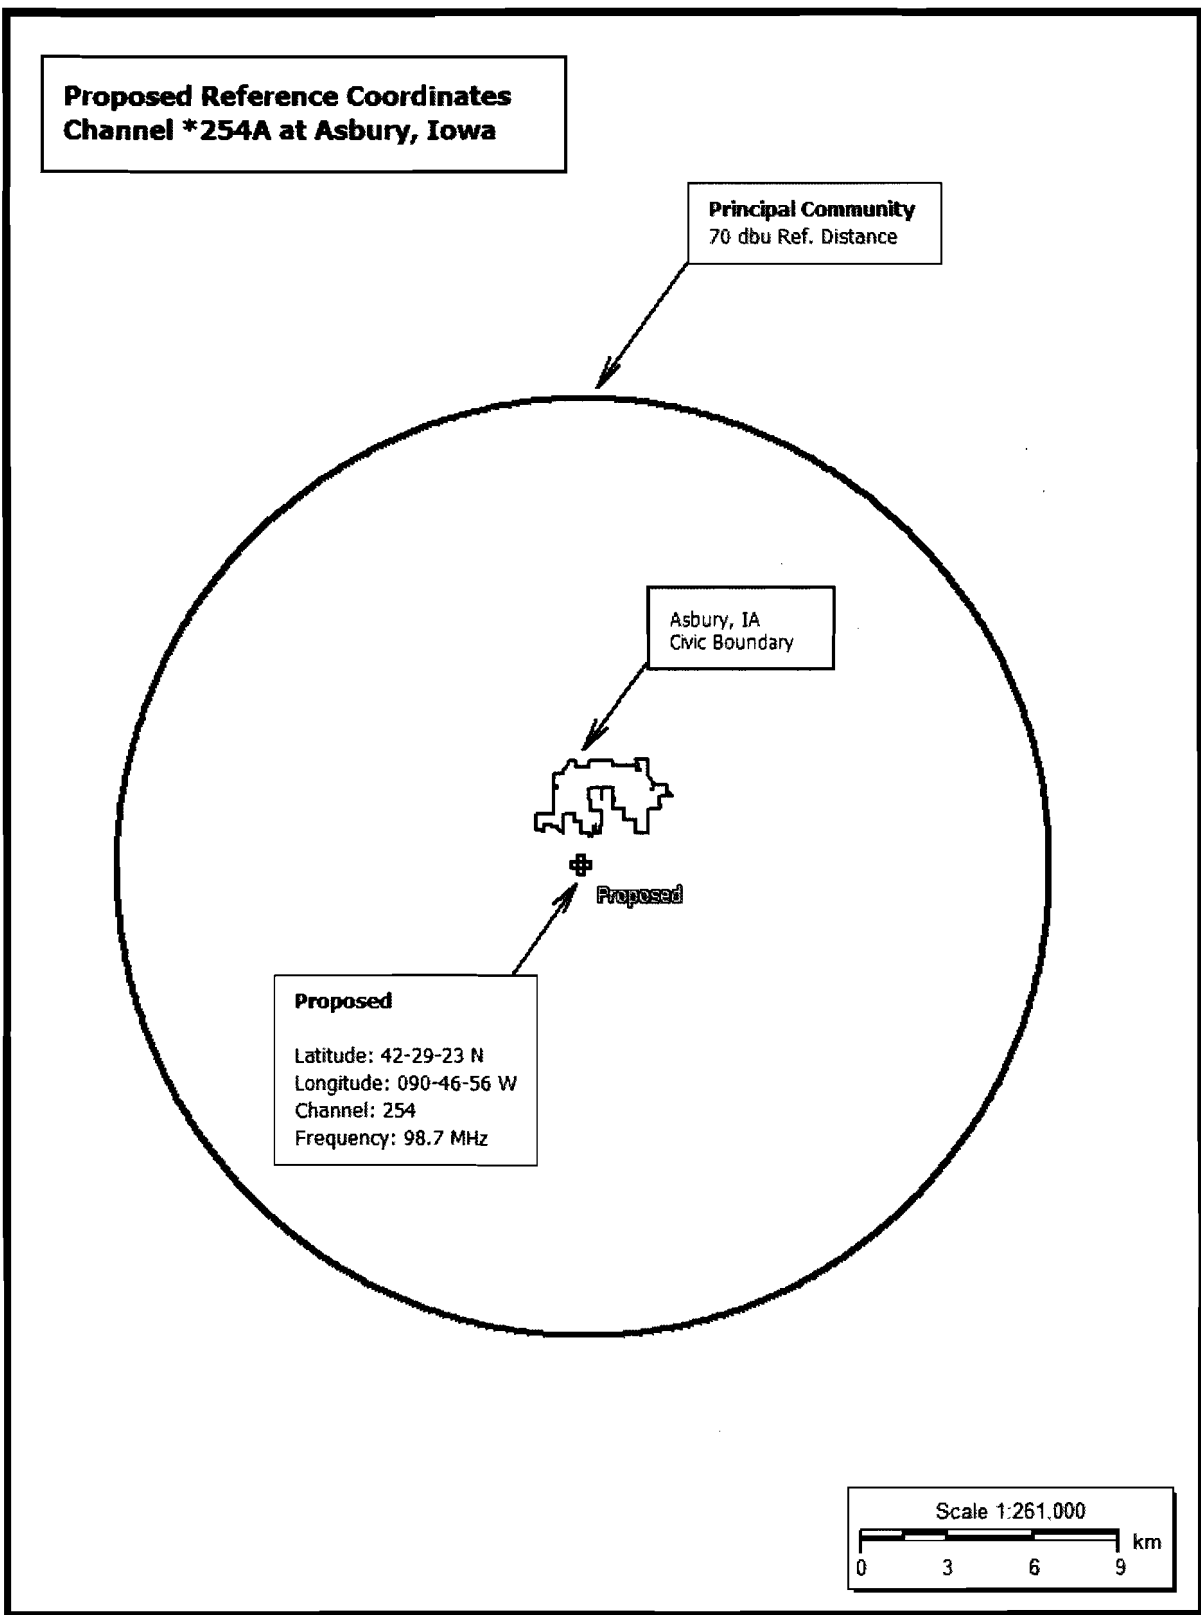 Proposed Reference Coordinates
Channel *254A at Asbury, Iowa
Principal Community
70 dbu Ref. Distance
Asbury, IA
Civic Boundary
Proposed
Proposed
Latitude: 42-29-23 N
Longitude: 090-46-56 W
Channel: 254
Frequency: 98.7 MHz
Scale 1:261,000
km
0 3 6 9